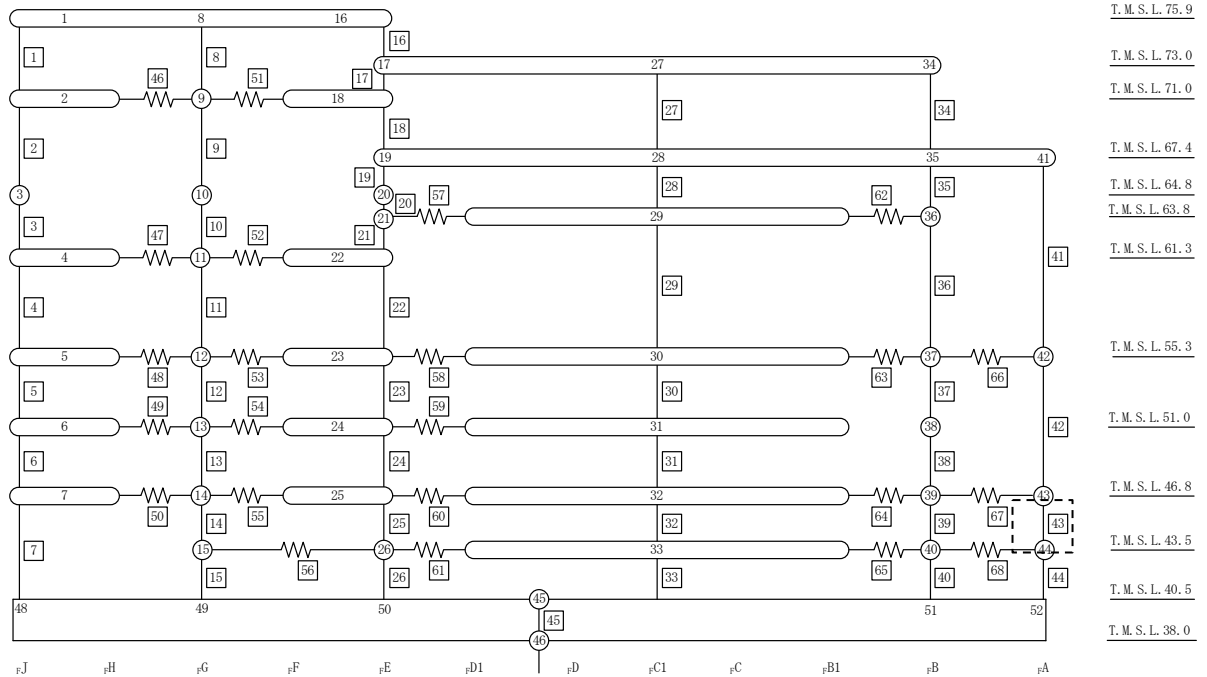 1 8 16 T.M.S.L.75.9
1 8 16
17 27 34 T.M.S.L.73.0
46 51 17
2 9 18 T.M.S.L.71.0
27 34
2 9 18
19 28 35 41 T.M.S.L.67.4
19 28 35
3 10 20 57 62 T.M.S.L.64.8
20
21 29 36 T.M.S.L.63.8
3 10
47 52 21
4 11 22 41 T.M.S.L.61.3
29 36
4 11 22
5 12 23 30 37 42 T.M.S.L.55.3
48 53 58 63 66
5 12 23 30 37
49 54 59
6 13 24 31 38 42 T.M.S.L.51.0
6 13 24 31 38
7 14 25 32 39 43 T.M.S.L.46.8
50 55 60 64 67
14 25 32 39 43
7 15 26 33 40 44 T.M.S.L.43.5
56 61 65 68
15 26 33 40 44
45 T.M.S.L.40.5
48 49 50 51 52
45
46 T.M.S.L.38.0
FJ FH FG FF FE FD1 FD FC1 FC FB1 FB FA